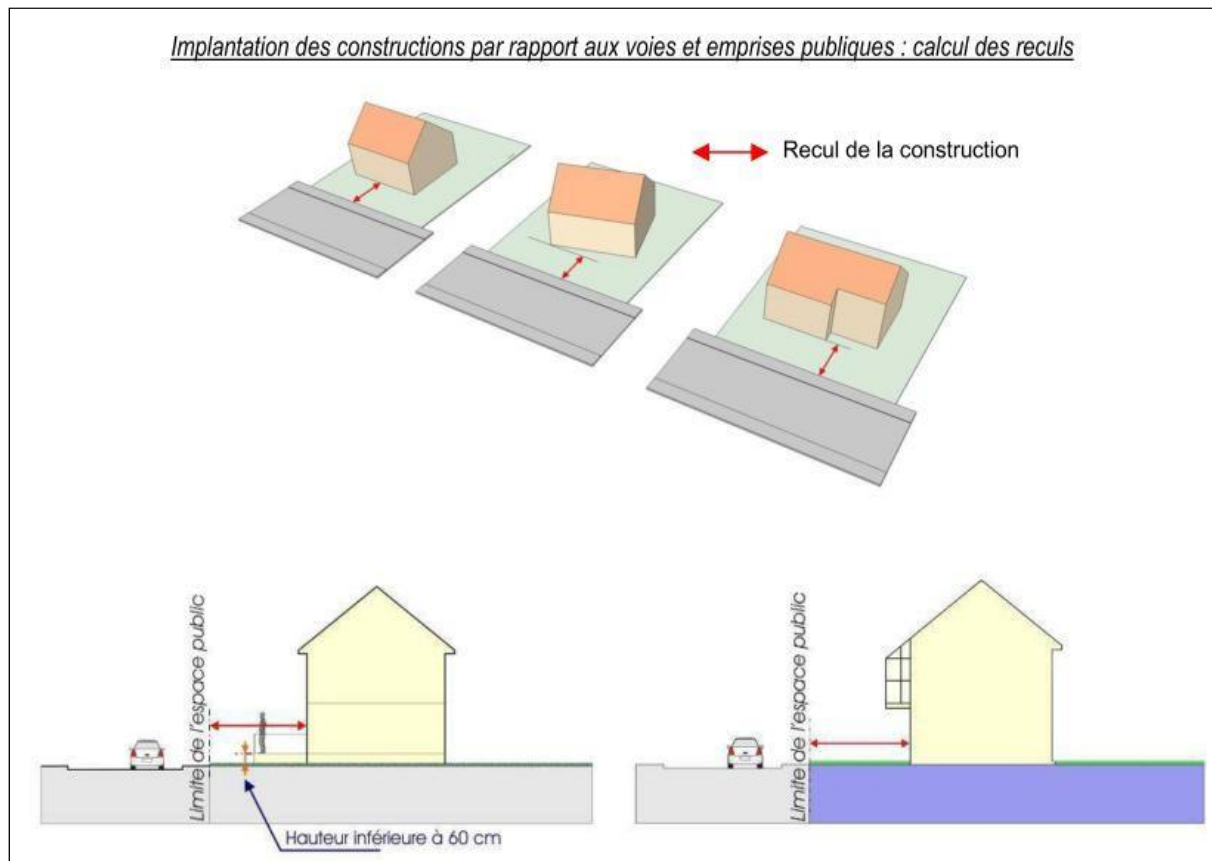 Implantation des constructions par rapport aux voies et emprises publiques : calcul des reculs
Recul de la construction
Limite de l'espace public
Hauteur inférieure à 60 cm
Limite de l'espace public